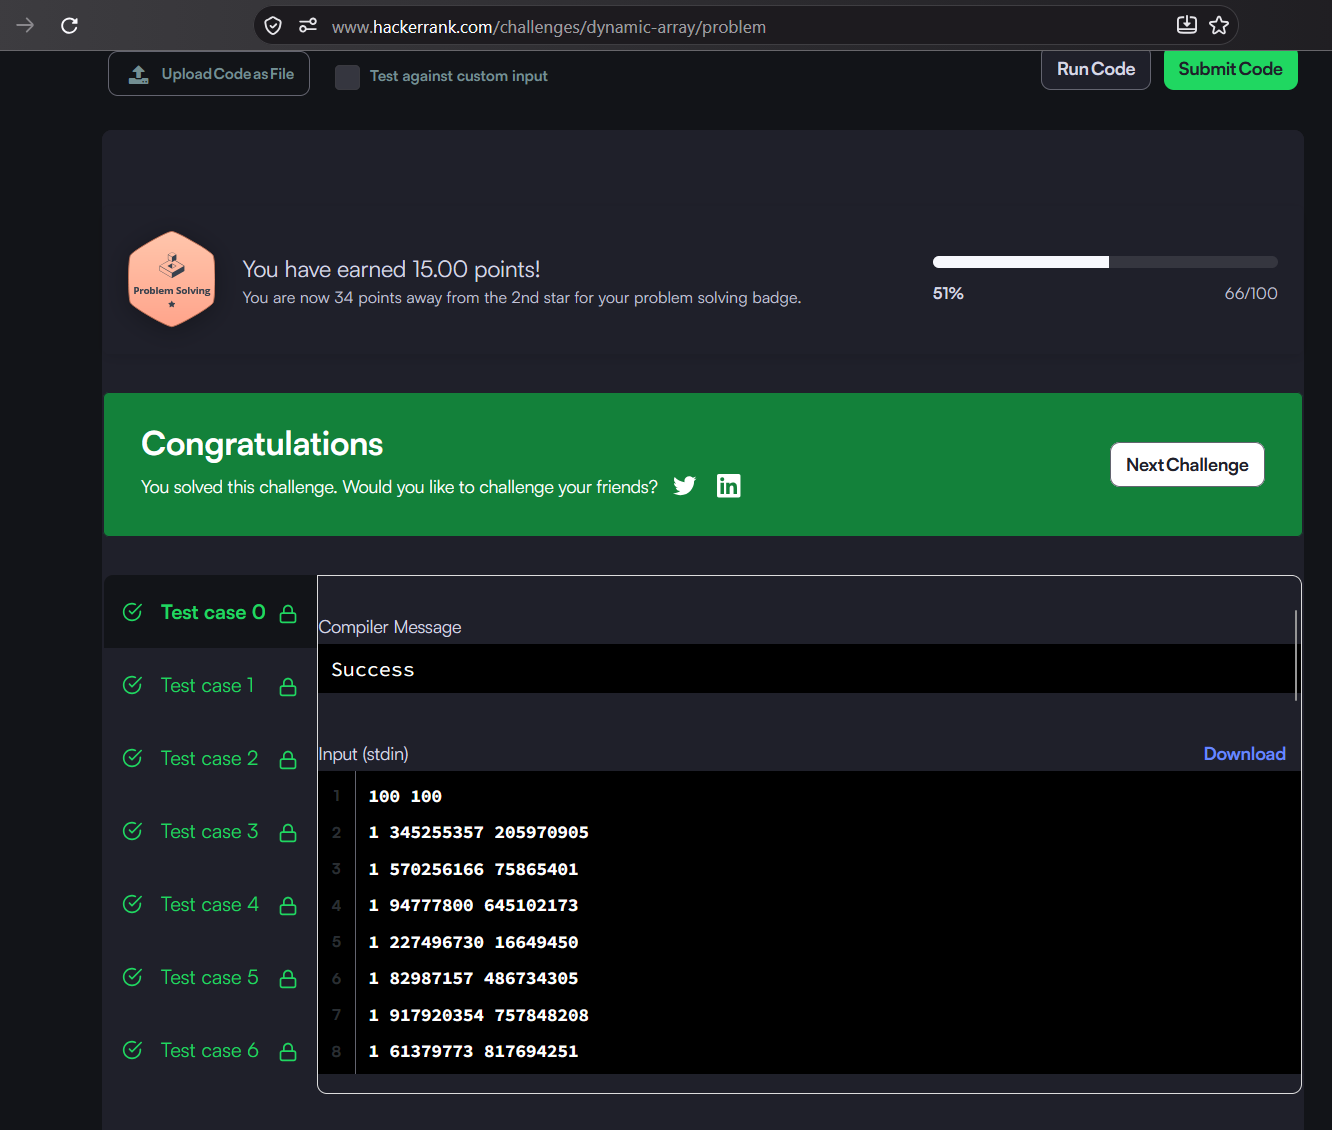 www.hackerrank.com/challenges/dynamic-array/problem
Upload Code as File
Test against custom input
Run Code
Submit Code
Problem Solving
You have earned 15.00 points!
You are now 34 points away from the 2nd star for your problem solving badge.
51%
66/100
Congratulations
You solved this challenge. Would you like to challenge your friends?
in
Next Challenge
Test case 0
Test case 1
Test case 2
Test case 3
Test case 4
Test case 5
Test case 6
Compiler Message
Success
Input (stdin)
Download
1 100 100
2 1 345255357 205970905
3 1 570256166 75865401
4 1 94777800 645102173
5 1 227496730 16649450
6 1 82987157 486734305
7 1 917920354 757848208
8 1 61379773 817694251